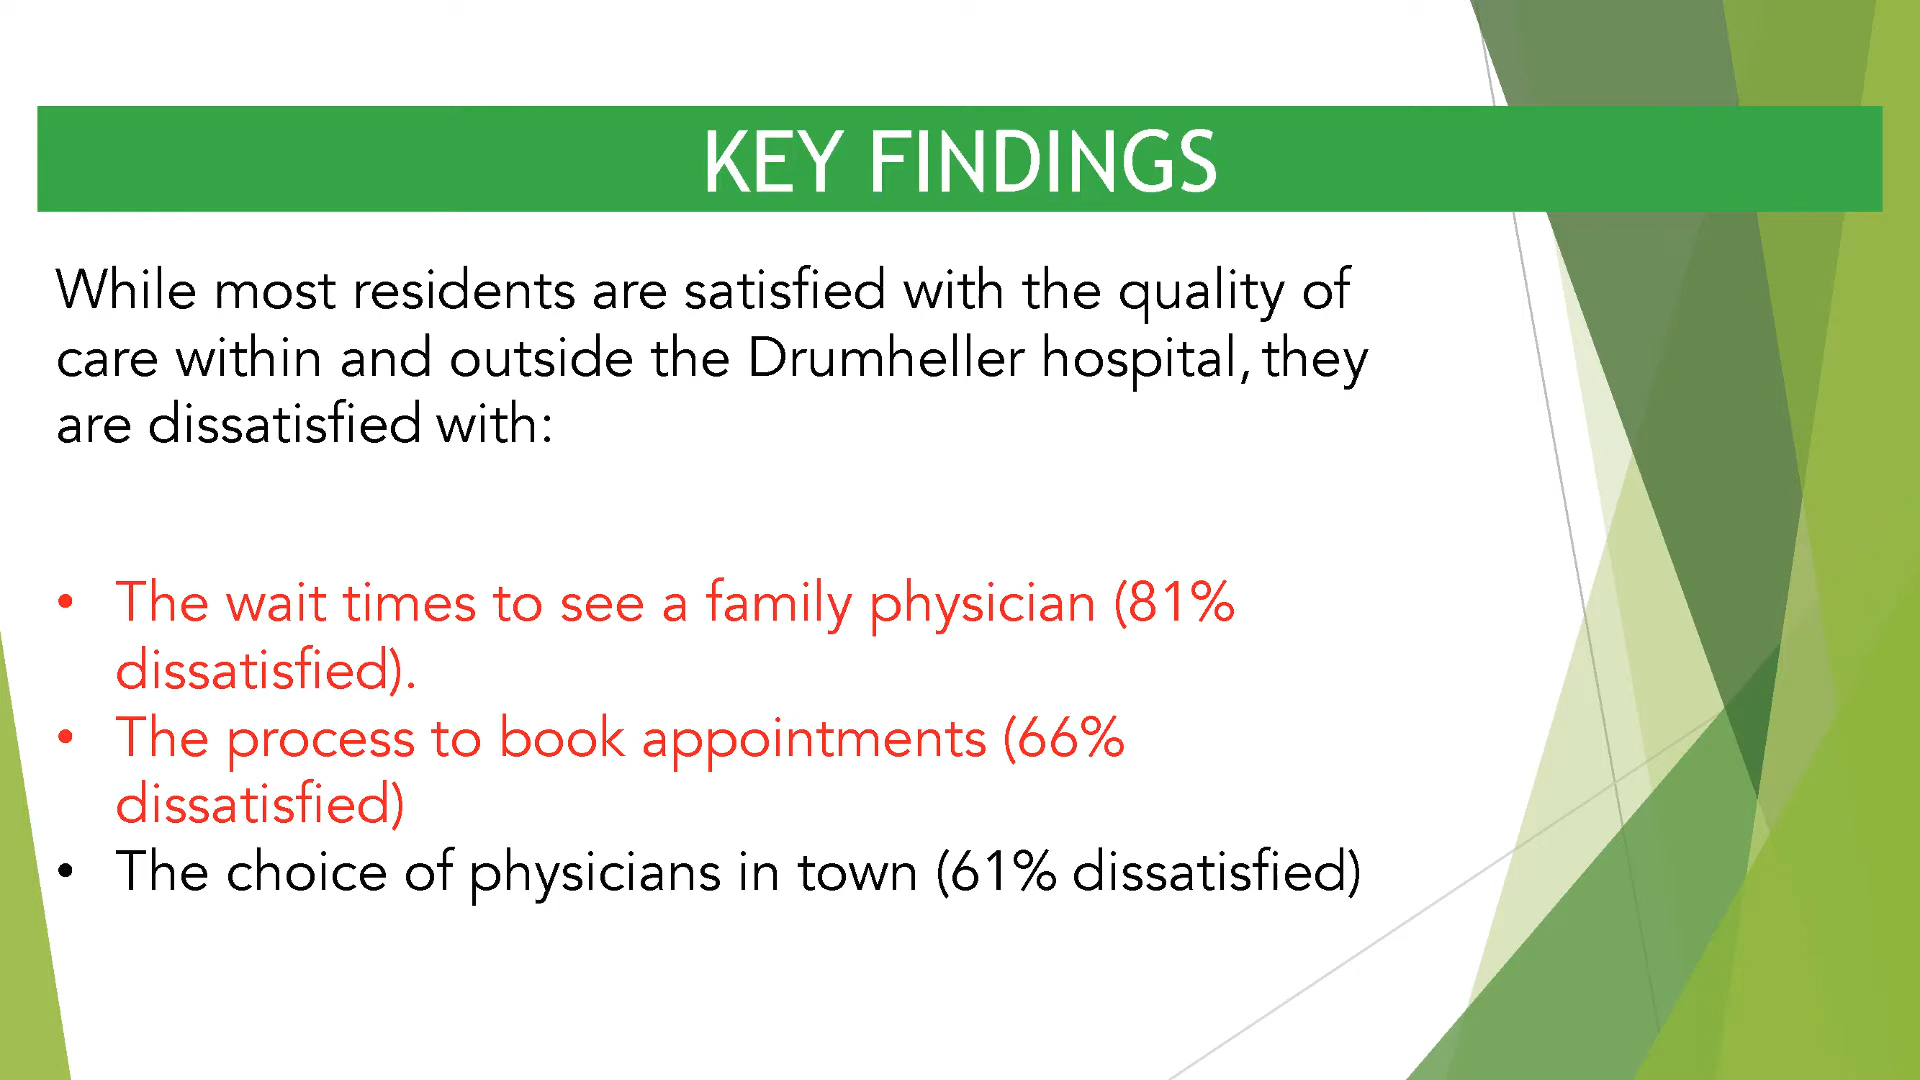 KEY FINDINGS
While most residents are satisfied with the quality of
care within and outside the Drumheller hospital, they
are dissatisfied with:
• The wait times to see a family physician (81%
dissatisfied).
• The process to book appointments (66%
dissatisfied)
• The choice of physicians in town (61% dissatisfied)